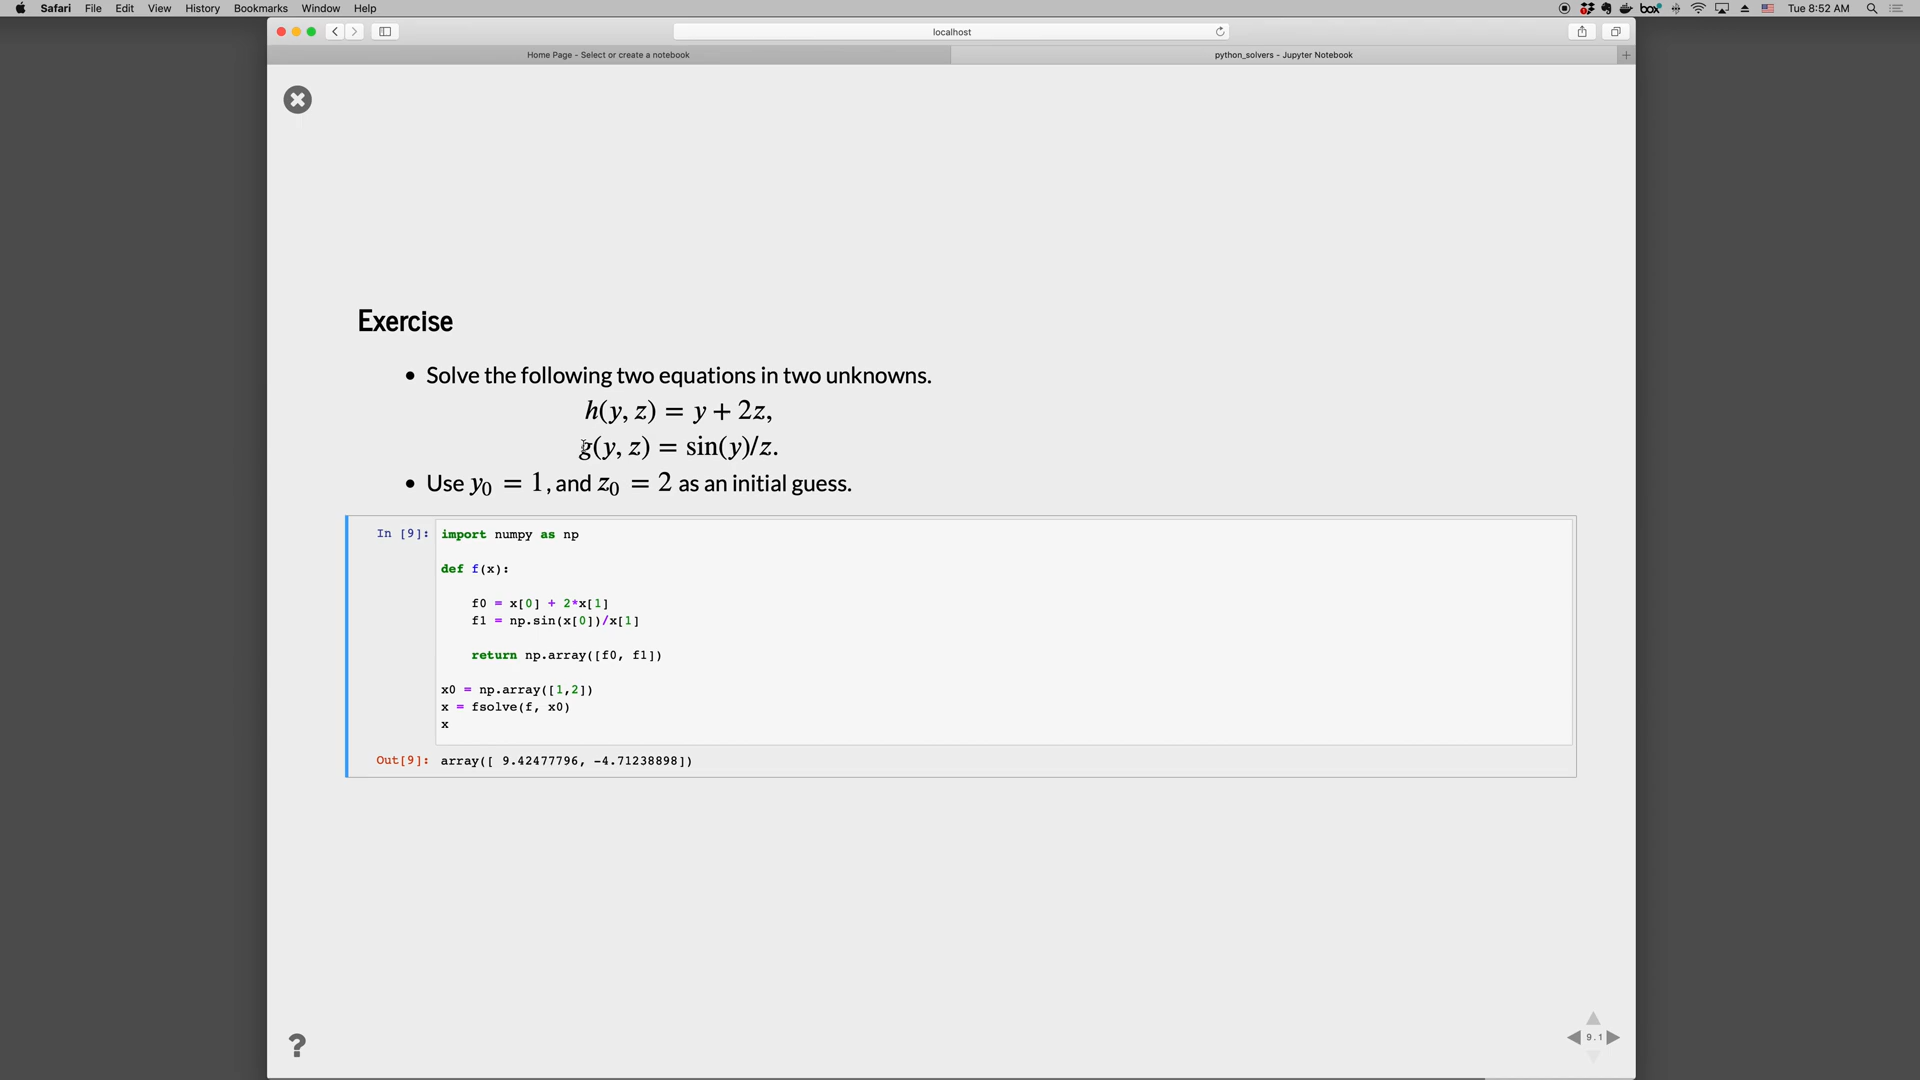 Safari File Edit View History Bookmarks Window Help box Tue 8:52 AM
localhost
Home Page - Select or create a notebook python_solvers - Jupyter Notebook
Exercise
• Solve the following two equations in two unknowns.
h(y, z) = y + 2z,
g(y, z) = sin(y)/z.
• Use y₀ = 1, and z₀ = 2 as an initial guess.
In [9]: import numpy as np
def f(x):
f0 = x[0] + 2*x[1]
f1 = np.sin(x[0])/x[1]
return np.array([f0, f1])
x0 = np.array([1,2])
x = fsolve(f, x0)
x
Out[9]: array([ 9.42477796, -4.71238898])
?
9.1